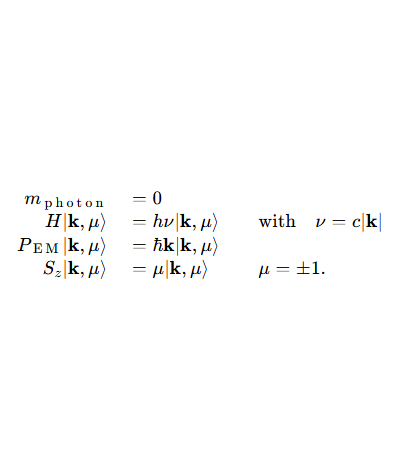 m_photon = 0
H|𝐤, μ⟩ = hν|𝐤, μ⟩ with ν = c|𝐤|
P_EM|𝐤, μ⟩ = ℏ𝐤|𝐤, μ⟩
S_z|𝐤, μ⟩ = μ|𝐤, μ⟩ μ = ±1.